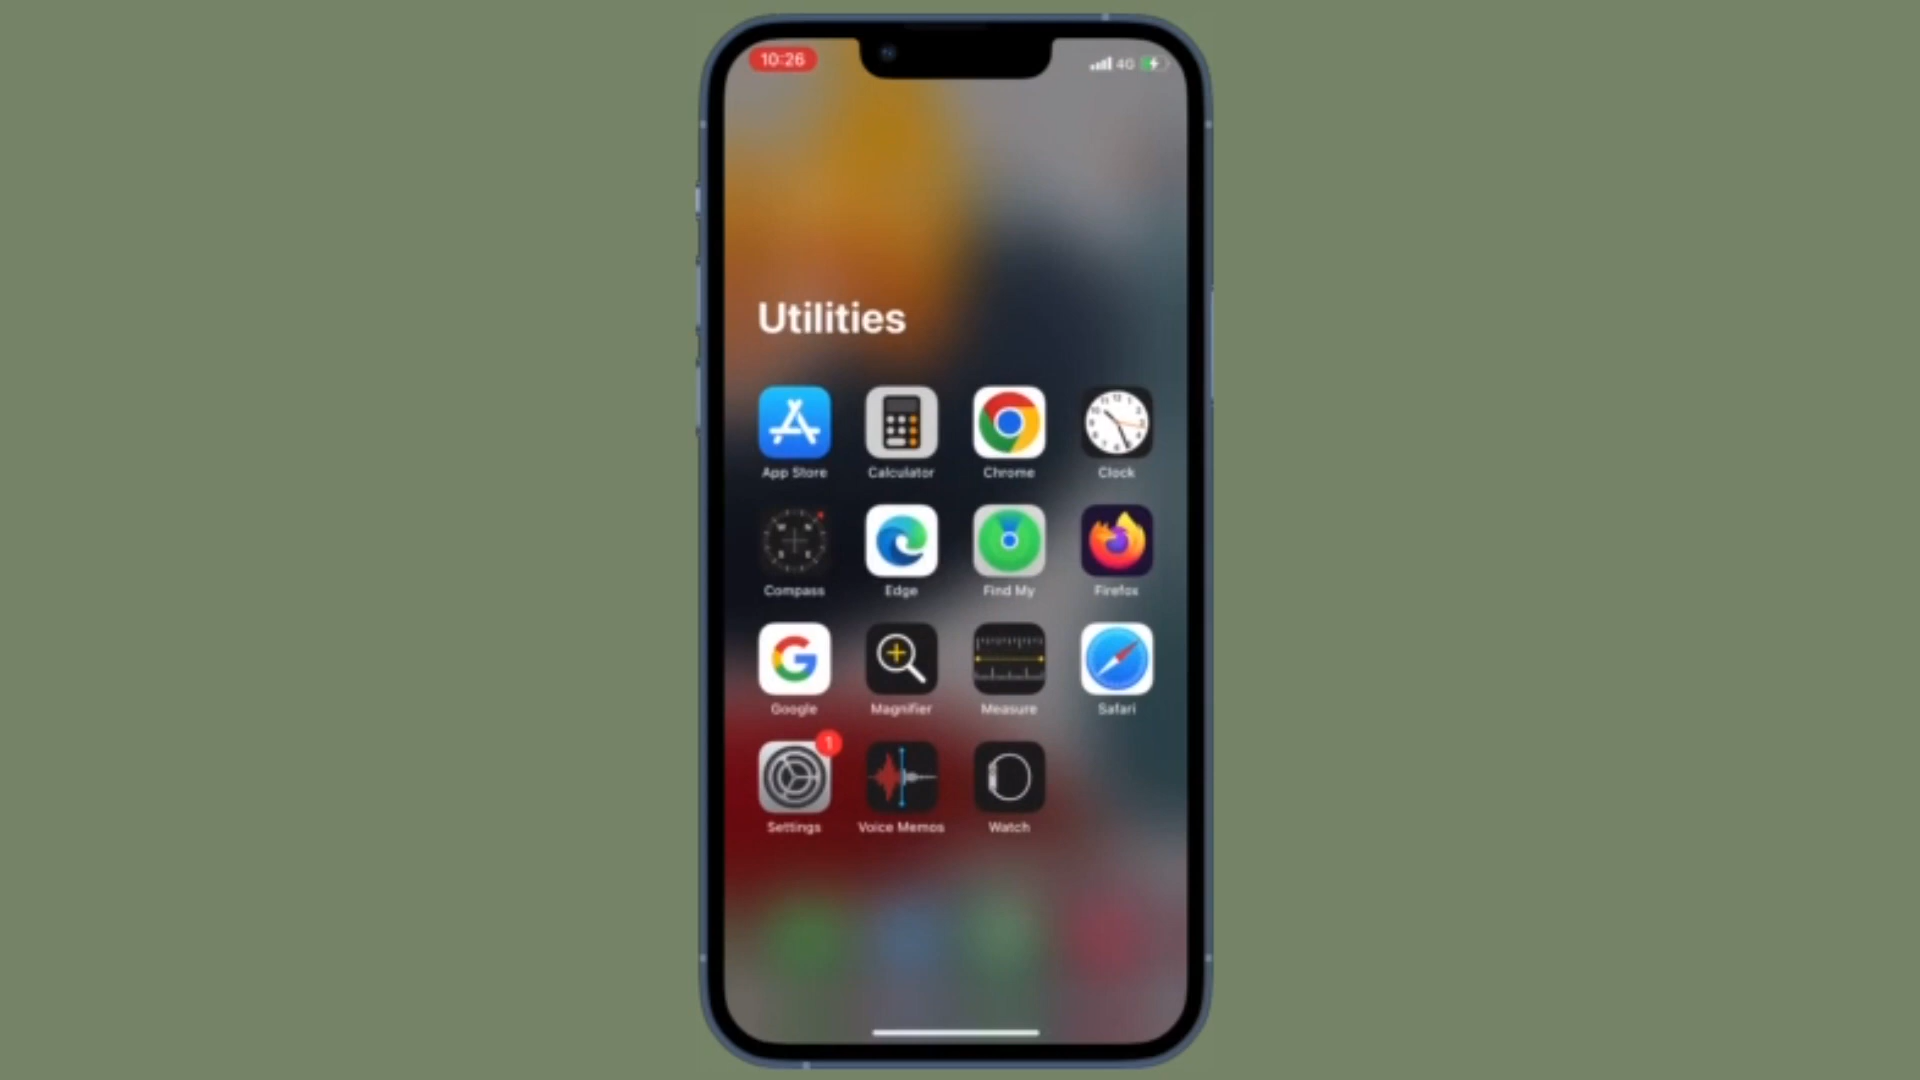 10:26
4G
Utilities
App Store
Calculator
Chrome
Clock
Compass
Edge
Find My
Firefox
Google
Magnifier
Measure
Safari
1
Settings
Voice Memos
Watch